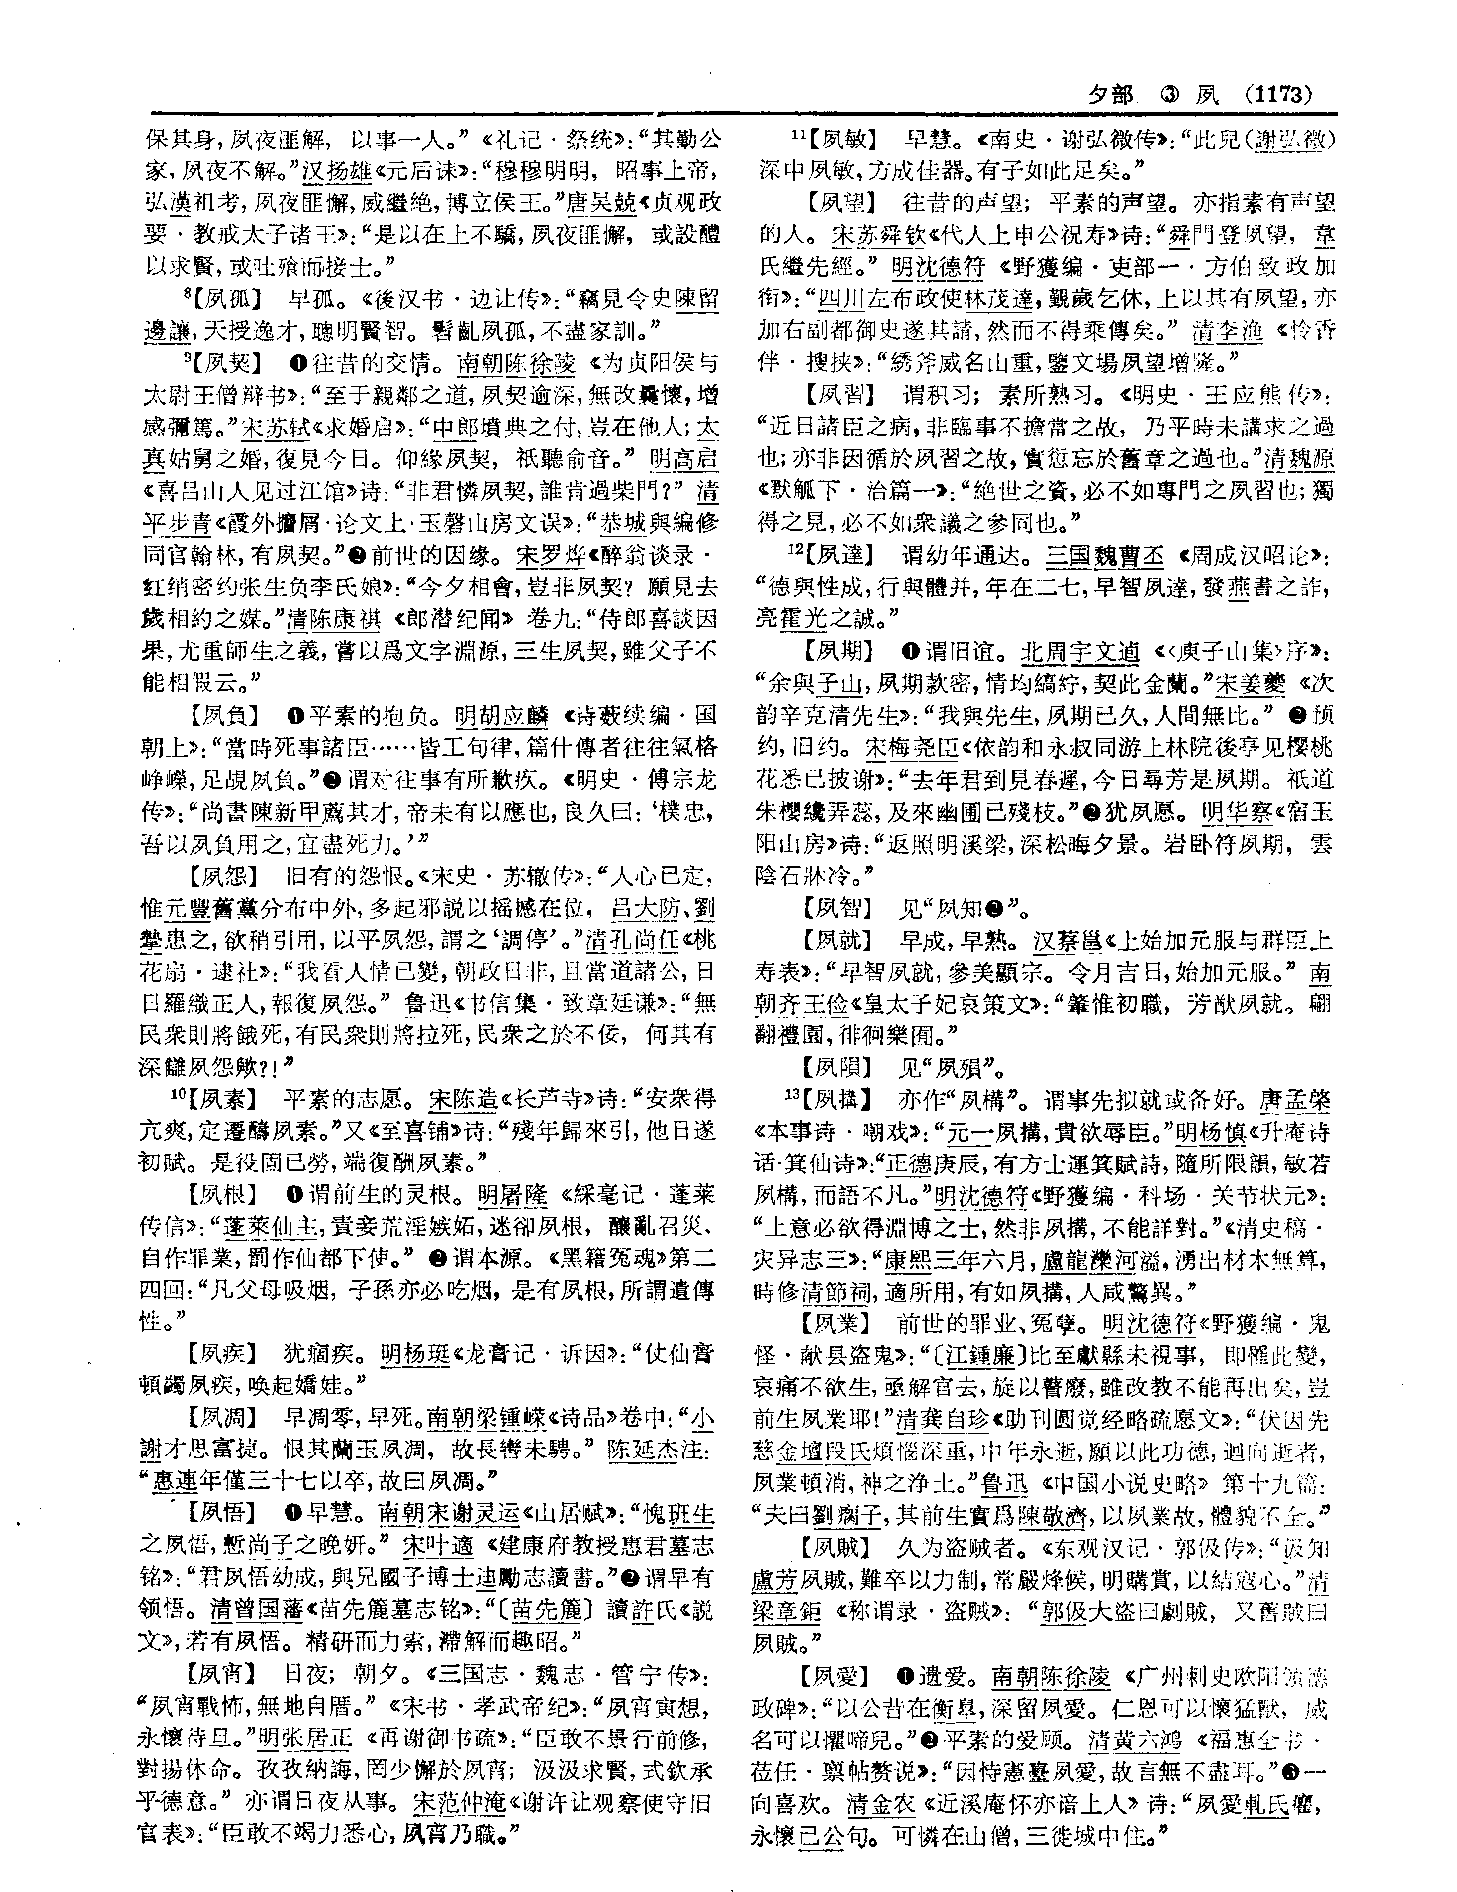 夕部 ③ 夙 (1173)
保其身，夙夜匪解，以事一人。”《礼记·祭统》：“其勤公
家，夙夜不解。”汉扬雄《元后诔》：“穆穆明明，昭事上帝，
弘漢祖考，夙夜匪懈，威繼絶，博立侯王。”唐吴兢《贞观政
要·教戒太子诸王》：“是以在上不驕，夙夜匪懈，或設醴
以求賢，或吐飱而接士。”
⁸【夙孤】 早孤。《後汉书·边让传》：“竊見令史陳留
邊讓，天授逸才，聰明賢智。髫齓夙孤，不盡家訓。”
⁹【夙契】 ❶往昔的交情。南朝陈徐陵《为贞阳侯与
太尉王僧辩书》：“至于親鄰之道，夙契逾深，無改曩懷，增
感彌篤。”宋苏轼《求婚启》：“中郎墳典之付，豈在他人；太
真姑舅之婚，復見今日。仰緣夙契，祇聽俞音。”明高启
《喜吕山人见过江馆》诗：“非君憐夙契，誰肯過柴門？”清
平步青《霞外攟屑·论文上·玉磬山房文误》：“恭城與編修
同官翰林，有夙契。”❷前世的因缘。宋罗烨《醉翁谈录·
红绡密约张生负李氏娘》：“今夕相會，豈非夙契？願見去
歲相約之媒。”清陈康祺《郎潜纪闻》卷九：“侍郎喜談因
果，尤重師生之義，嘗以爲文字淵源，三生夙契，雖父子不
能相假云。”
【夙負】 ❶平素的抱负。明胡应麟《诗薮续编·国
朝上》：“當時死事諸臣……皆工句律，篇什傳者往往氣格
峥嶸，足覘夙負。”❷谓对往事有所歉疚。《明史·傅宗龙
传》：“尚書陳新甲薦其才，帝未有以應也，良久曰：‘樸忠，
吾以夙負用之，宜盡死力。’”
【夙怨】 旧有的怨恨。《宋史·苏辙传》：“人心已定，
惟元豐舊黨分布中外，多起邪説以摇撼在位，吕大防、劉
摯患之，欲稍引用，以平夙怨，謂之‘調停’。”清孔尚任《桃
花扇·逮社》：“我看人情已變，朝政日非，且當道諸公，日
日羅織正人，報復夙怨。”鲁迅《书信集·致章廷谦》：“無
民衆則將餓死，有民衆則將拉死，民衆之於不佞，何其有
深讎夙怨歟？！”
¹⁰【夙素】 平素的志愿。宋陈造《长芦寺》诗：“安衆得
亢爽，定遷醻夙素。”又《至喜铺》诗：“殘年歸來引，他日遂
初賦。是役固已勞，端復酬夙素。”
【夙根】 ❶谓前生的灵根。明屠隆《綵毫记·蓬莱
传信》：“蓬萊仙主，責妾荒淫嫉妬，迷卻夙根，釀亂召災、
自作罪業，罰作仙都下使。”❷谓本源。《黑籍冤魂》第二
四回：“凡父母吸烟，子孫亦必吃烟，是有夙根，所謂遺傳
性。”
【夙疾】 犹痼疾。明杨珽《龙膏记·诉因》：“仗仙膏
頓蠲夙疾，唤起嬌娃。”
【夙凋】 早凋零，早死。南朝梁锺嵘《诗品》卷中：“小
謝才思富捷。恨其蘭玉夙凋，故長轡未騁。”陈延杰注：
“惠連年僅三十七以卒，故曰夙凋。”
【夙悟】 ❶早慧。南朝宋谢灵运《山居赋》：“愧班生
之夙悟，慙尚子之晚妍。”宋叶適《建康府教授惠君墓志
铭》：“君夙悟幼成，與兄國子博士迪勵志讀書。”❷谓早有
领悟。清曾国藩《苗先簏墓志铭》：“〔苗先簏〕讀許氏《説
文》，若有夙悟。精研而力索，滯解而趣昭。”
【夙宵】 日夜；朝夕。《三国志·魏志·管宁传》：
“夙宵戰怖，無地自厝。”《宋书·孝武帝纪》：“夙宵寅想，
永懷待旦。”明张居正《再谢御书疏》：“臣敢不景行前修，
對揚休命。孜孜納誨，罔少懈於夙宵；汲汲求賢，式欽承
乎德意。”亦谓日夜从事。宋范仲淹《谢许让观察使守旧
官表》：“臣敢不竭力悉心，夙宵乃職。”
¹¹【夙敏】 早慧。《南史·谢弘微传》：“此兒（謝弘微）
深中夙敏，方成佳器。有子如此足矣。”
【夙望】 往昔的声望；平素的声望。亦指素有声望
的人。宋苏舜钦《代人上申公祝寿》诗：“舜門登夙望，韋
氏繼先經。”明沈德符《野獲编·吏部一·方伯致政加
衔》：“四川左布政使林茂達，覲歲乞休，上以其有夙望，亦
加右副都御史遂其請，然而不得乘傳矣。”清李渔《怜香
伴·搜挟》：“綉斧威名山重，鑒文場夙望增隆。”
【夙習】 谓积习；素所熟习。《明史·王应熊传》：
“近日諸臣之病，非臨事不擔當之故，乃平時未講求之過
也；亦非因循於夙習之故，實愆忘於舊章之過也。”清魏源
《默觚下·治篇一》：“絶世之資，必不如專門之夙習也；獨
得之見，必不如衆議之參同也。”
¹²【夙達】 谓幼年通达。三国魏曹丕《周成汉昭论》：
“德與性成，行與體并，年在二七，早智夙達，發燕書之詐，
亮霍光之誠。”
【夙期】 ❶谓旧谊。北周宇文逌《〈庾子山集〉序》：
“余與子山，夙期款密，情均縞紵，契此金蘭。”宋姜夔《次
韵辛克清先生》：“我與先生，夙期已久，人間無比。”❷预
约，旧约。宋梅尧臣《依韵和永叔同游上林院後亭见樱桃
花悉已披谢》：“去年君到見春遲，今日尋芳是夙期。祇道
朱櫻纔弄蕊，及來幽圃已殘枝。”❷犹夙愿。明华察《宿玉
阳山房》诗：“返照明溪梁，深松晦夕景。岩卧符夙期，雲
陰石牀冷。”
【夙智】 见“夙知❷”。
【夙就】 早成，早熟。汉蔡邕《上始加元服与群臣上
寿表》：“早智夙就，參美顯宗。令月吉日，始加元服。”南
朝齐王俭《皇太子妃哀策文》：“肇惟初職，芳猷夙就。翩
翩禮園，徘徊樂囿。”
【夙隕】 见“夙殞”。
¹³【夙搆】 亦作“夙構”。谓事先拟就或备好。唐孟棨
《本事诗·嘲戏》：“元一夙搆，貴欲辱臣。”明杨慎《升庵诗
话·箕仙诗》：“正德庚辰，有方士運箕賦詩，隨所限韻，敏若
夙構，而語不凡。”明沈德符《野獲编·科场·关节状元》：
“上意必欲得淵博之士，然非夙搆，不能詳對。”《清史稿·
灾异志三》：“康熙三年六月，盧龍灤河溢，湧出材木無算，
時修清節祠，適所用，有如夙搆，人咸驚異。”
【夙業】 前世的罪业、冤孽。明沈德符《野獲编·鬼
怪·献县盗鬼》：“〔江鍾廉〕比至獻縣未視事，即罹此變，
哀痛不欲生，亟解官去，旋以瞽廢，雖改教不能再出矣，豈
前生夙業耶！”清龚自珍《助刊圆觉经略疏愿文》：“伏因先
慈金壇段氏煩惱深重，中年永逝，願以此功德，迴向逝者，
夙業頓消，神之净土。”鲁迅《中国小说史略》第十九篇：
“夫曰劉瘸子，其前生實爲陳敬濟，以夙業故，體貌不全。”
【夙賊】 久为盗贼者。《东观汉记·郭伋传》：“伋知
盧芳夙賊，難卒以力制，常嚴烽候，明購賞，以結寇心。”清
梁章鉅《称谓录·盗贼》：“郭伋大盗曰劇賊，又舊賊曰
夙賊。”
【夙愛】 ❶遗爱。南朝陈徐陵《广州刺史欧阳頠德
政碑》：“以公昔在衡皋，深留夙愛。仁恩可以懷猛獸，威
名可以懼啼兒。”❷平素的爱顾。清黄六鸿《福惠全书·
莅任·禀帖赘说》：“因恃憲臺夙愛，故言無不盡耳。”❸一
向喜欢。清金农《近溪庵怀亦谙上人》诗：“夙愛軋氏癯，
永懷己公句。可憐在山僧，三徙城中住。”